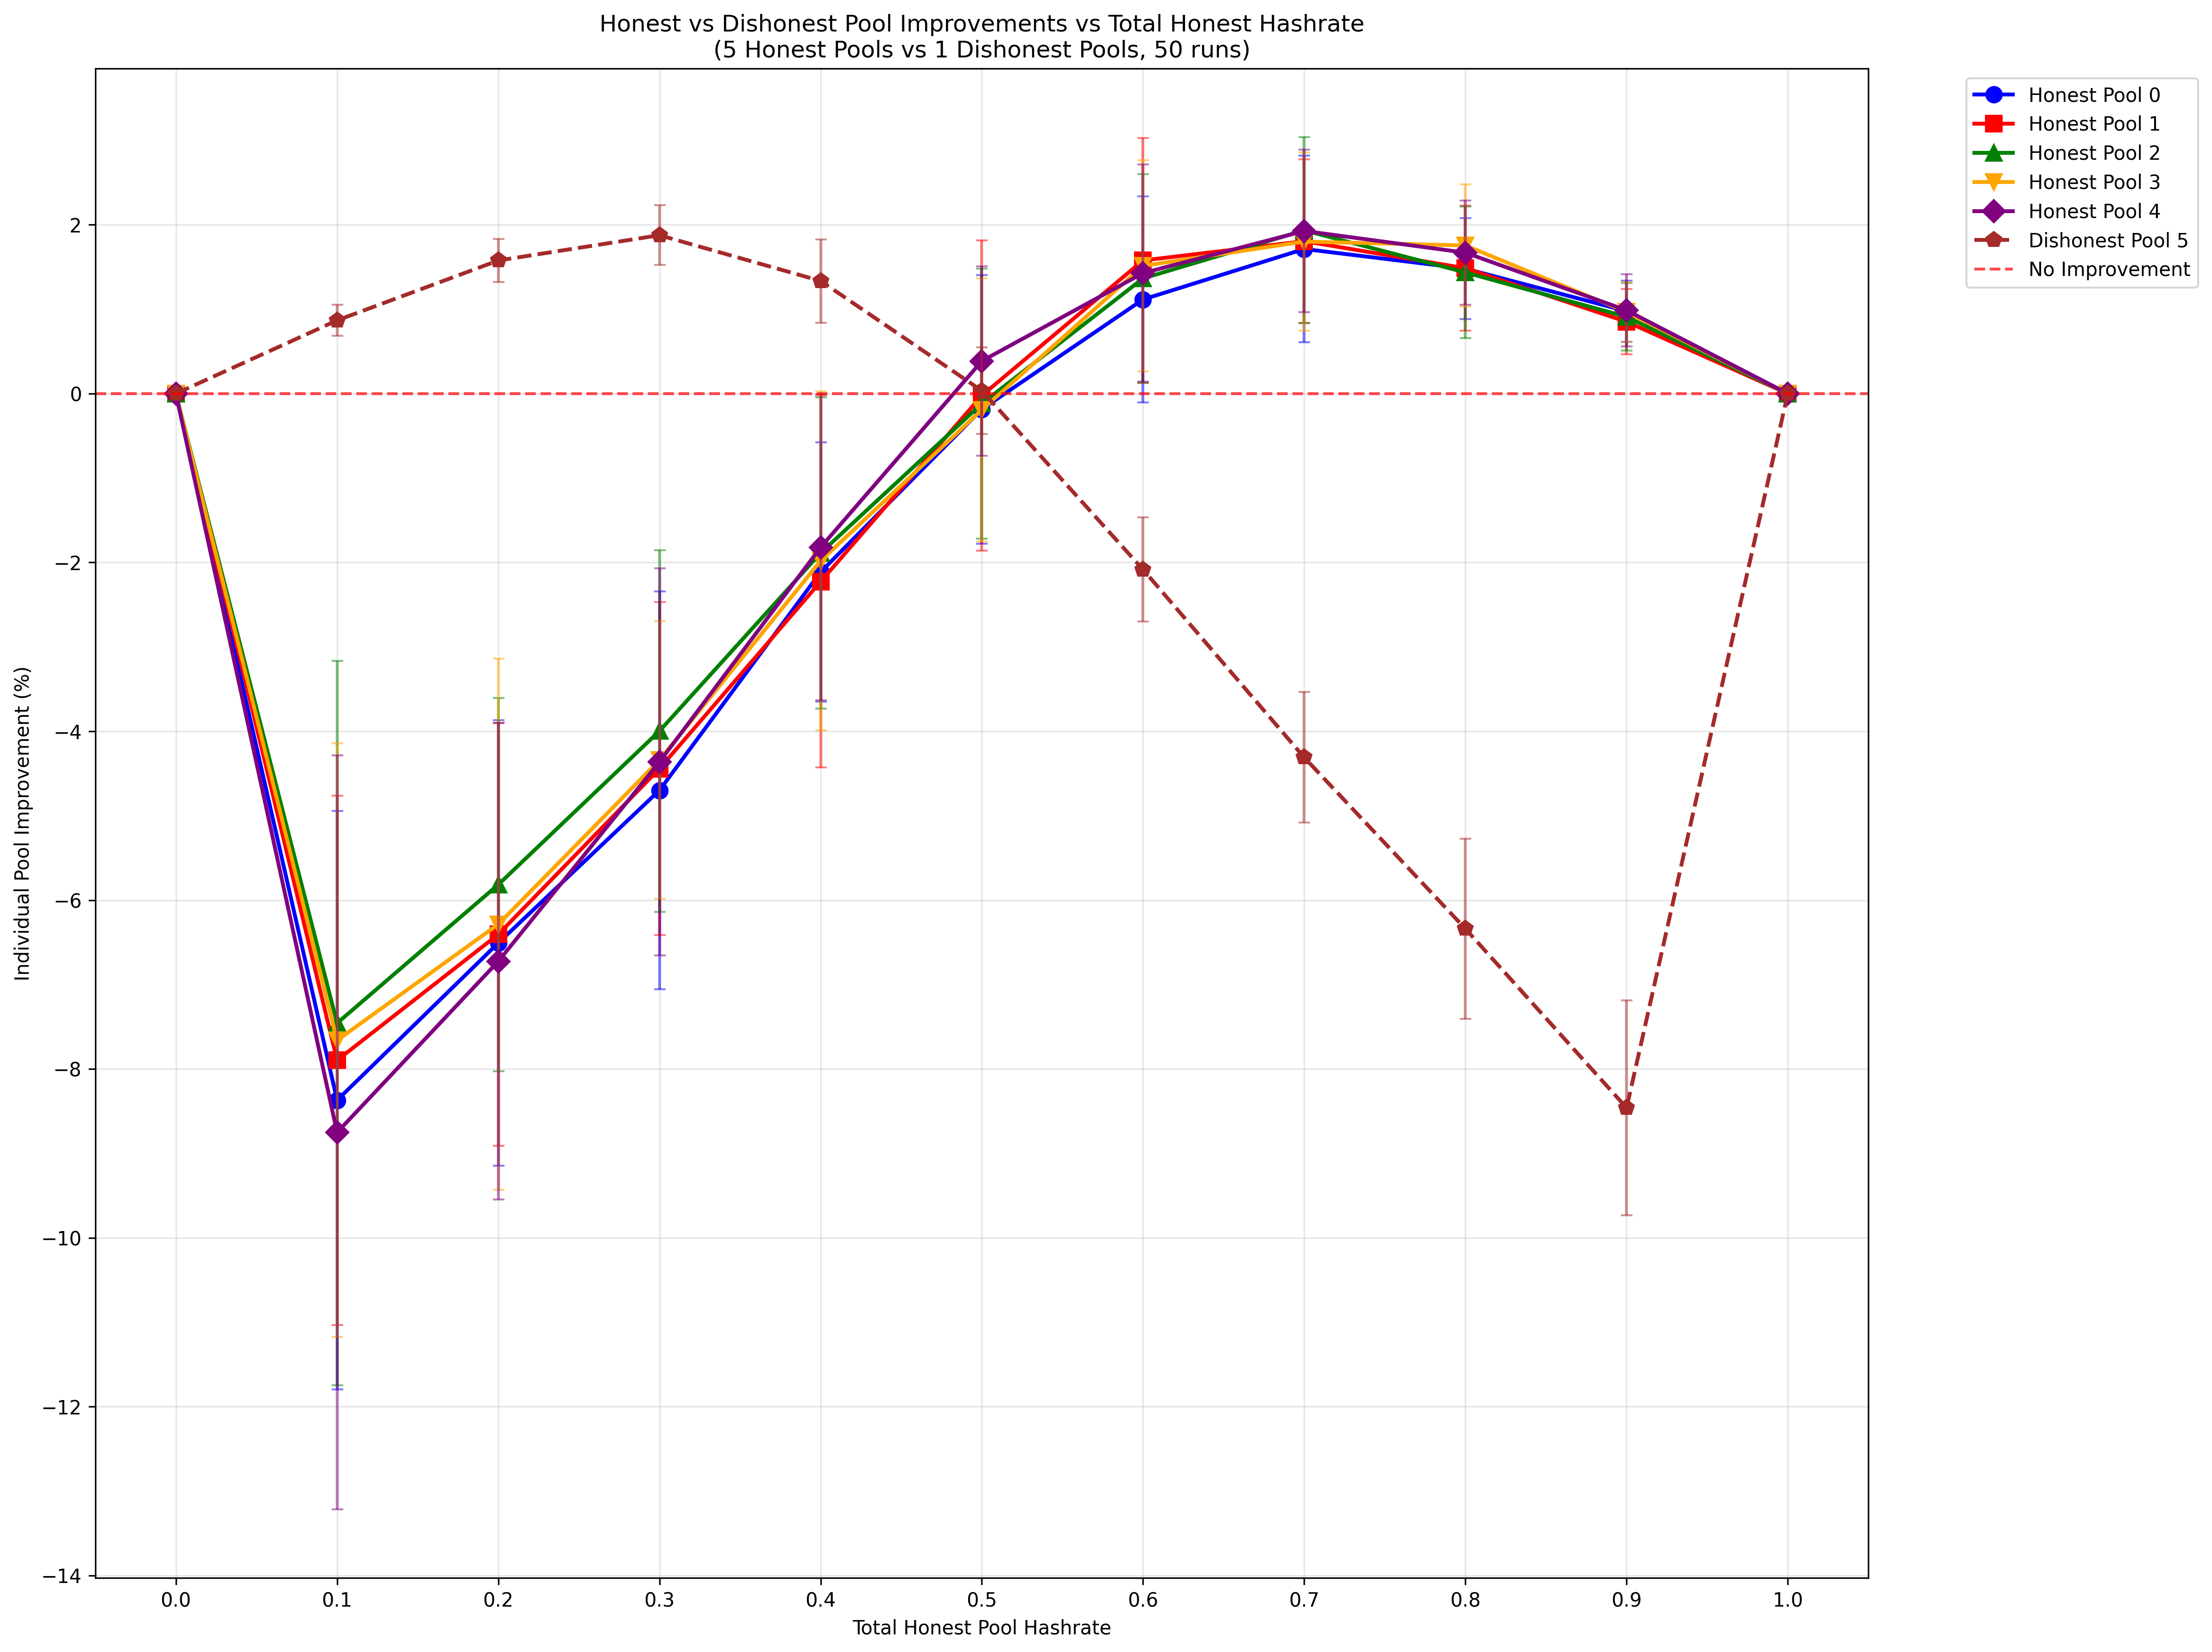 Honest vs Dishonest Pool Improvements vs Total Honest Hashrate
(5 Honest Pools vs 1 Dishonest Pools, 50 runs)
Honest Pool 0
Honest Pool 1
Honest Pool 2
Honest Pool 3
Honest Pool 4
Dishonest Pool 5
No Improvement
Individual Pool Improvement (%)
2
0
−2
−4
−6
−8
−10
−12
−14
0.0 0.1 0.2 0.3 0.4 0.5 0.6 0.7 0.8 0.9 1.0
Total Honest Pool Hashrate